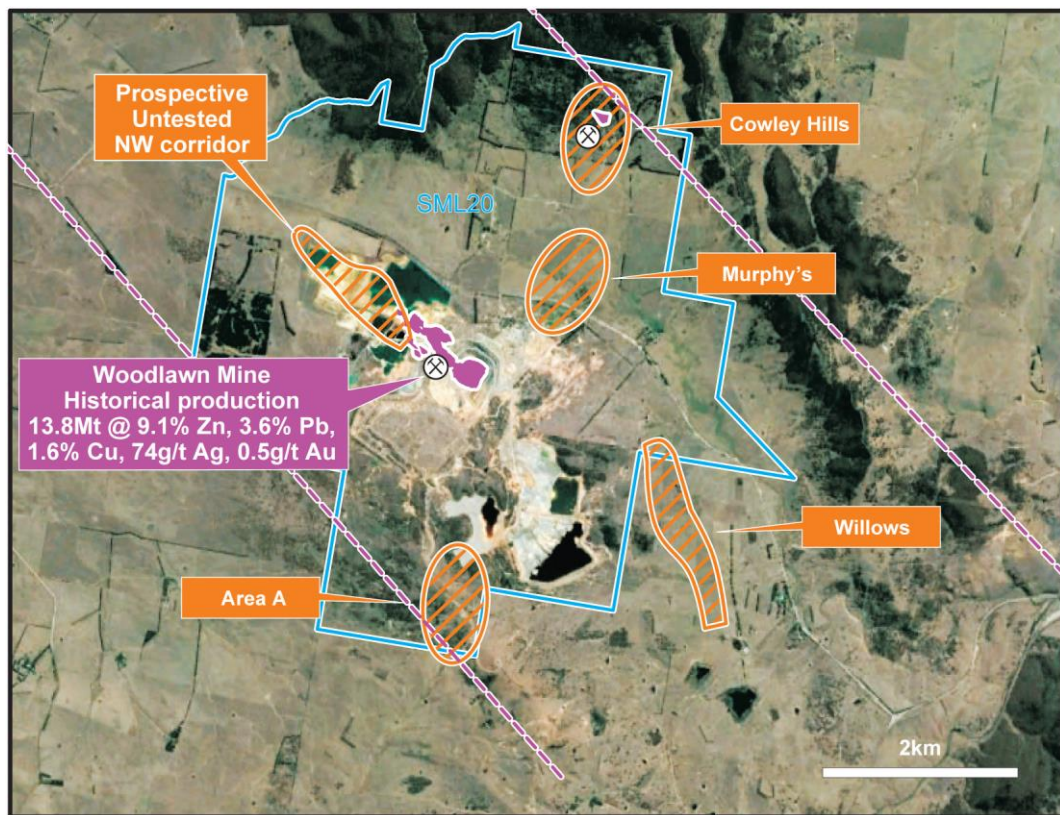 Prospective
Untested
NW corridor
Cowley Hills
SML20
Murphy's
Woodlawn Mine
Historical production
13.8Mt @ 9.1% Zn, 3.6% Pb,
1.6% Cu, 74g/t Ag, 0.5g/t Au
Willows
Area A
2km